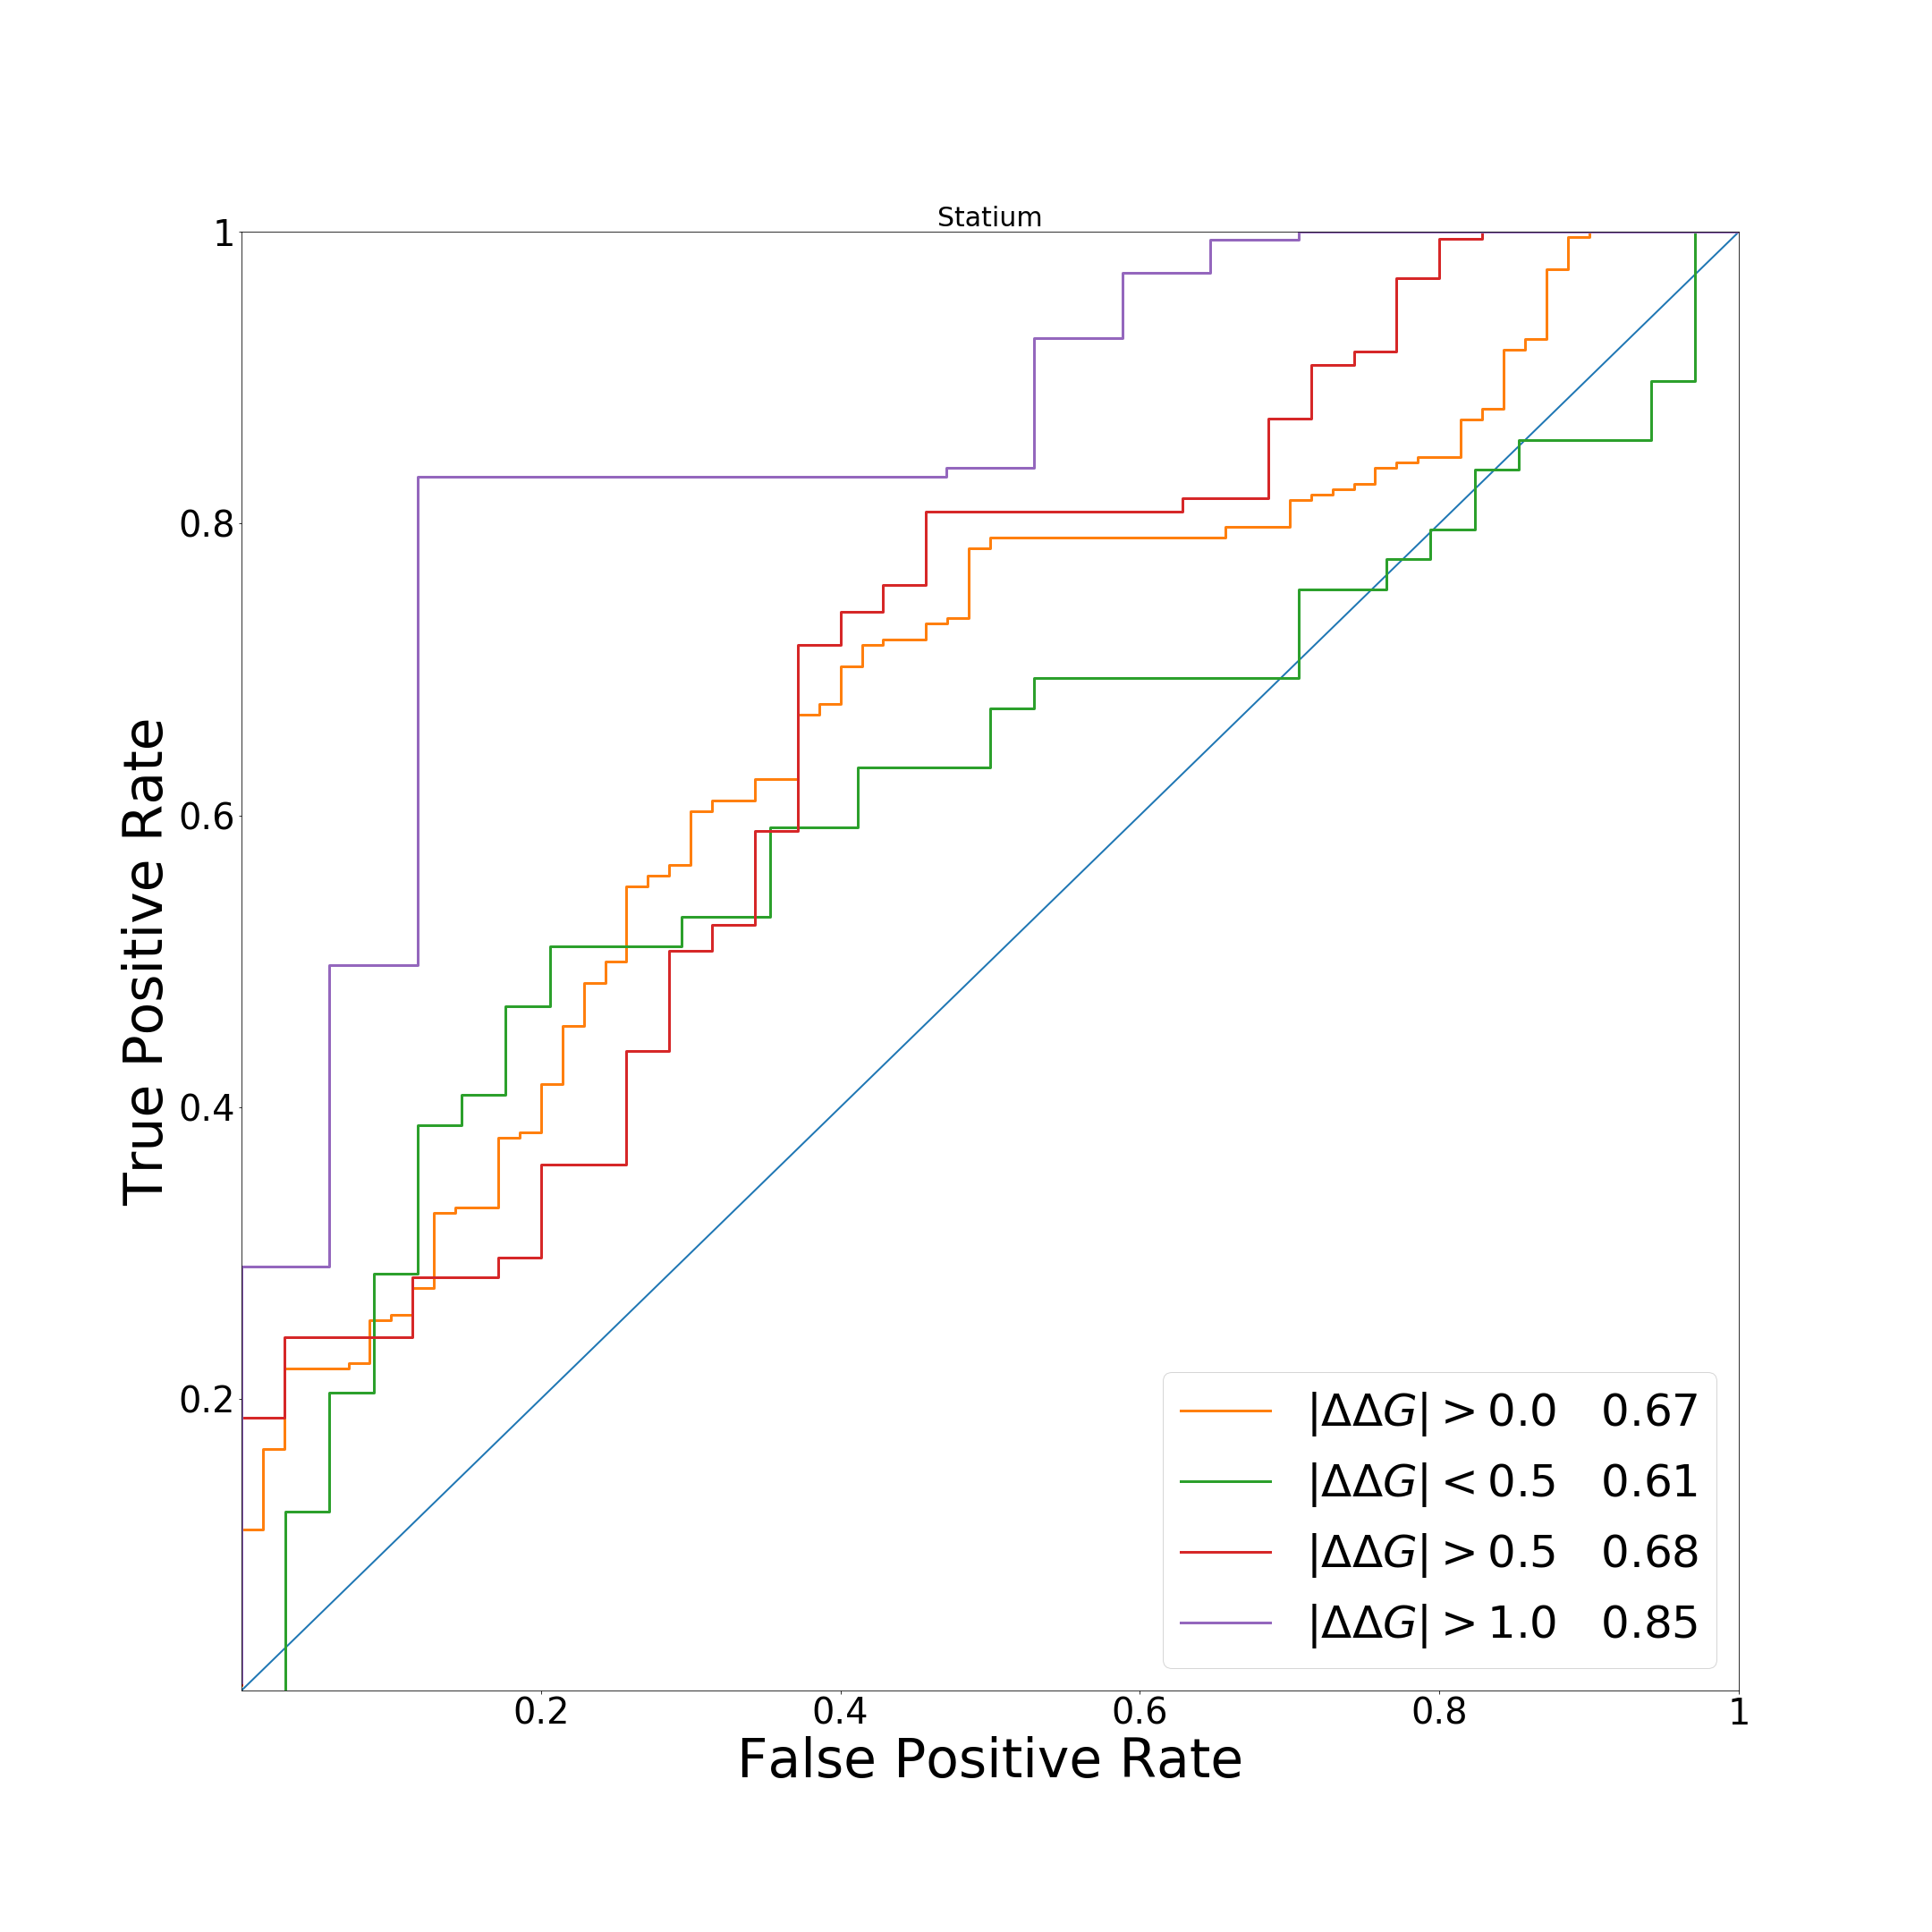 Statium
1
0.8
0.6
0.4
0.2
True Positive Rate
|ΔΔG| > 0.0 0.67
|ΔΔG| < 0.5 0.61
|ΔΔG| > 0.5 0.68
|ΔΔG| > 1.0 0.85
0.2 0.4 0.6 0.8 1
False Positive Rate